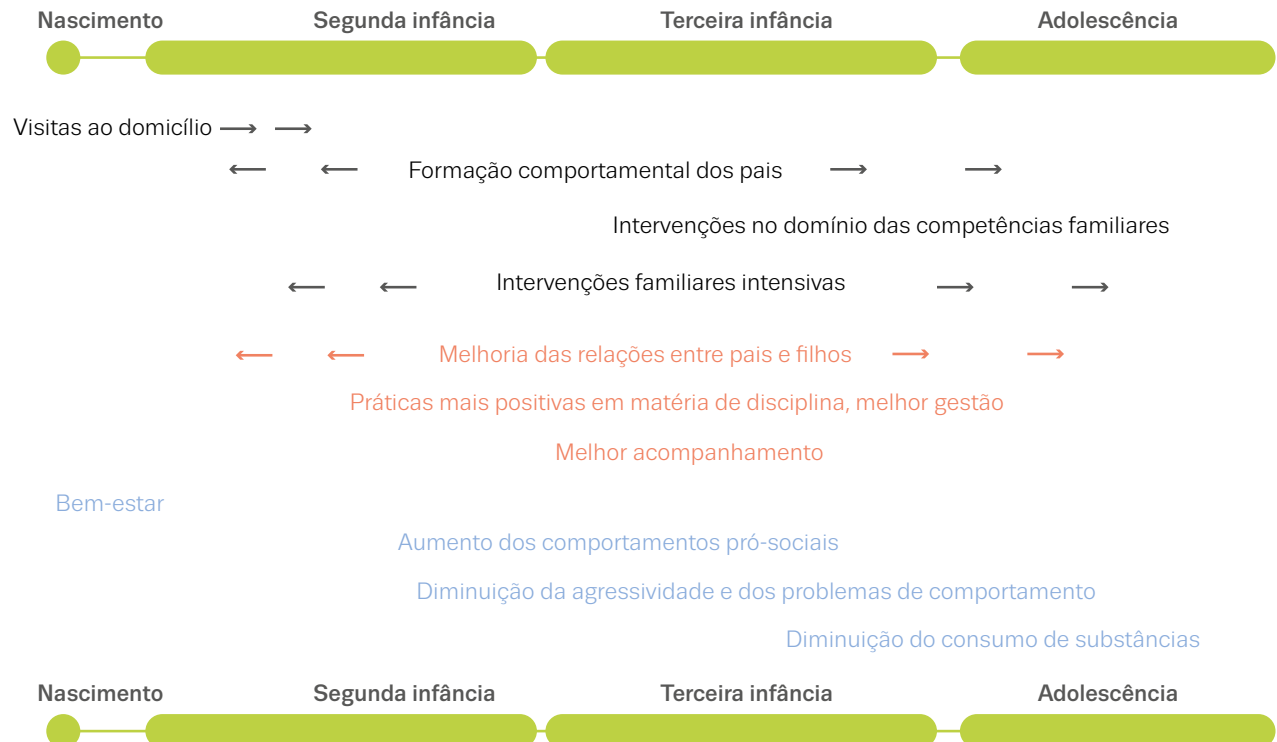 Nascimento Segunda infância Terceira infância Adolescência
Visitas ao domicílio → →
← ← Formação comportamental dos pais → →
Intervenções no domínio das competências familiares
← ← Intervenções familiares intensivas → →
← ← Melhoria das relações entre pais e filhos → →
Práticas mais positivas em matéria de disciplina, melhor gestão
Melhor acompanhamento
Bem-estar
Aumento dos comportamentos pró-sociais
Diminuição da agressividade e dos problemas de comportamento
Diminuição do consumo de substâncias
Nascimento Segunda infância Terceira infância Adolescência